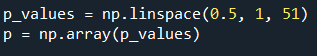 p_values = np.linspace(0.5, 1, 51)
p = np.array(p_values)